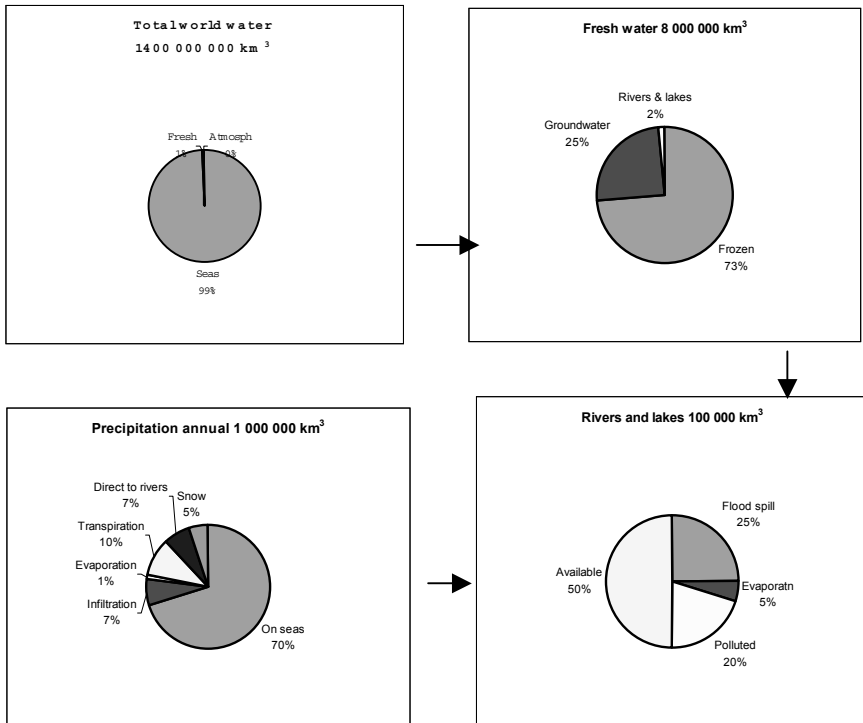 Total world water
1400 000 000 km 3
Fresh
1%
Atmosph
0%
Seas
99%
Fresh water 8 000 000 km3
Rivers & lakes
2%
Groundwater
25%
Frozen
73%
Precipitation annual 1 000 000 km3
Direct to rivers
7%
Snow
5%
Transpiration
10%
Evaporation
1%
Infiltration
7%
On seas
70%
Rivers and lakes 100 000 km3
Flood spill
25%
Available
50%
Evaporatn
5%
Polluted
20%